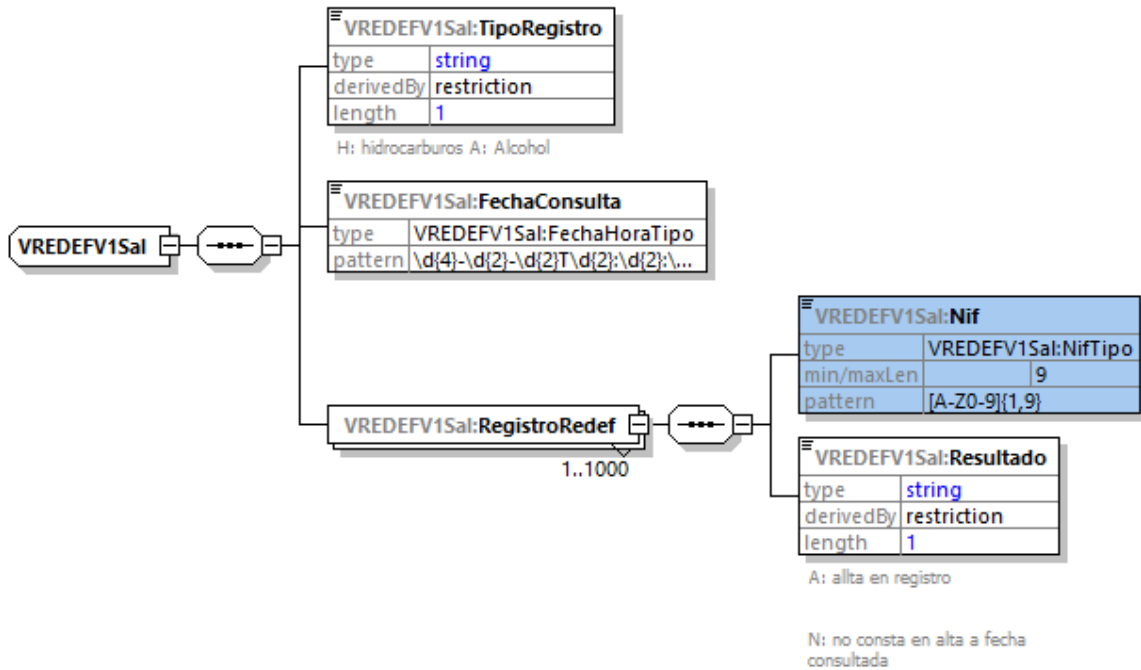 VREDEFV1Sal:TipoRegistro
type string
derivedBy restriction
length 1
H: hidrocarburos A: Alcohol
VREDEFV1Sal:FechaConsulta
type VREDEFV1Sal:FechaHoraTipo
pattern \d{4}-\d{2}-\d{2}T\d{2}:\d{2}:\...
VREDEFV1Sal
VREDEFV1Sal:RegistroRedef
1..1000
VREDEFV1Sal:Nif
type VREDEFV1Sal:NifTipo
min/maxLen 9
pattern [A-Z0-9]{1,9}
VREDEFV1Sal:Resultado
type string
derivedBy restriction
length 1
A: allta en registro
N: no consta en alta a fecha
consultada